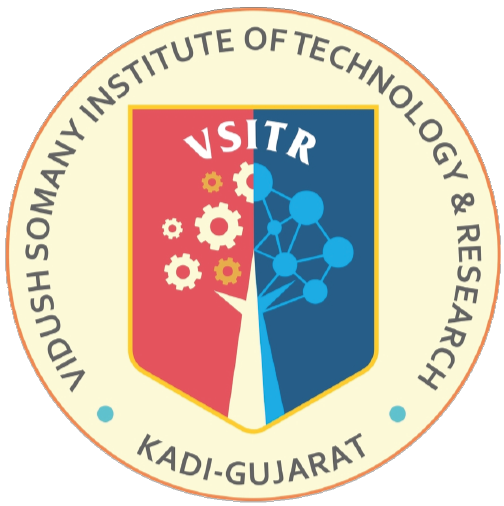 VIDUSH SOMANY INSTITUTE OF TECHNOLOGY & RESEARCH
VSITR
KADI-GUJARAT